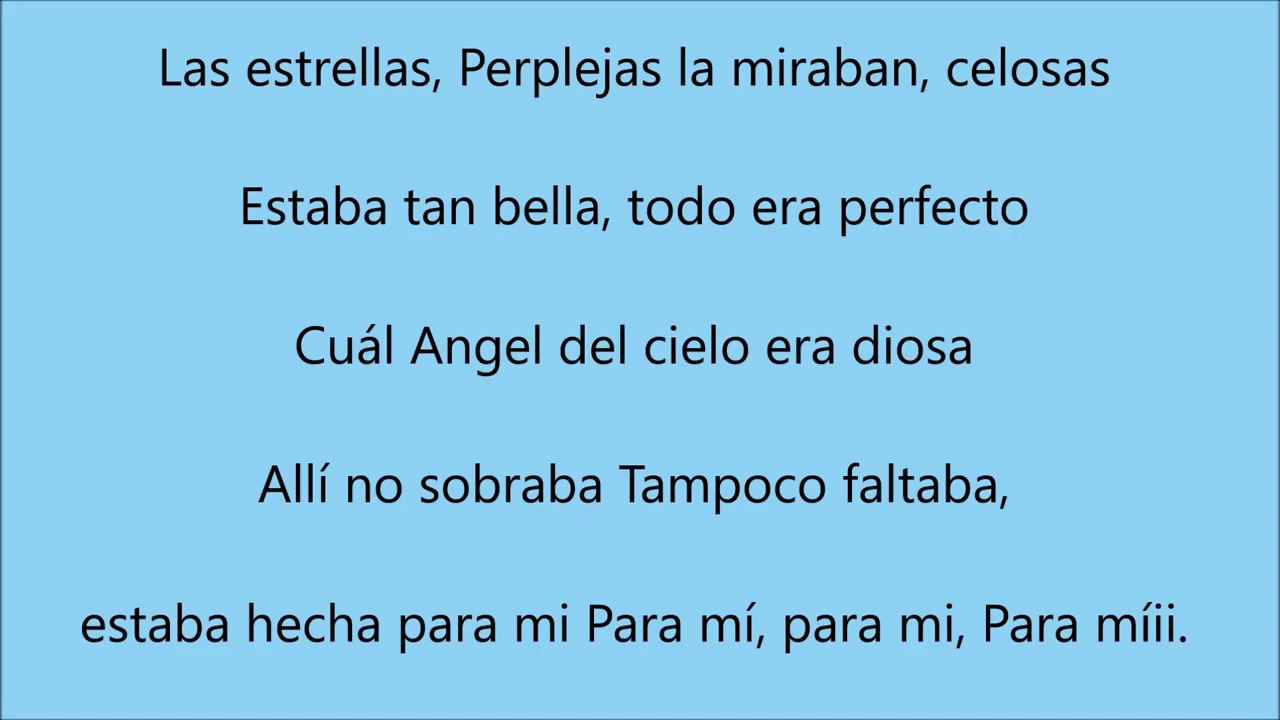 Las estrellas, Perplejas la miraban, celosas
Estaba tan bella, todo era perfecto
Cuál Angel del cielo era diosa
Allí no sobraba Tampoco faltaba,
estaba hecha para mi Para mí, para mi, Para míii.